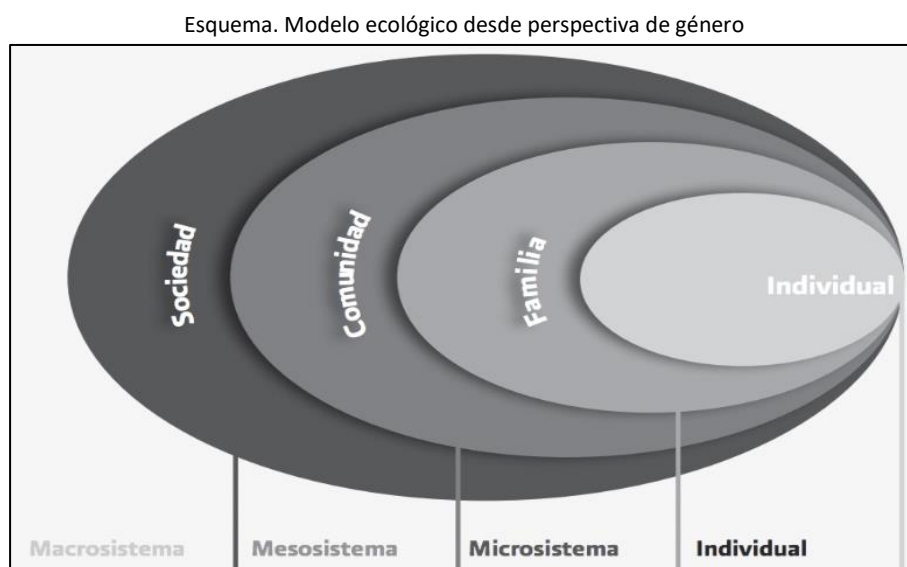 Esquema. Modelo ecológico desde perspectiva de género
Sociedad
Comunidad
Familia
Individual
Macrosistema
Mesosistema
Microsistema
Individual